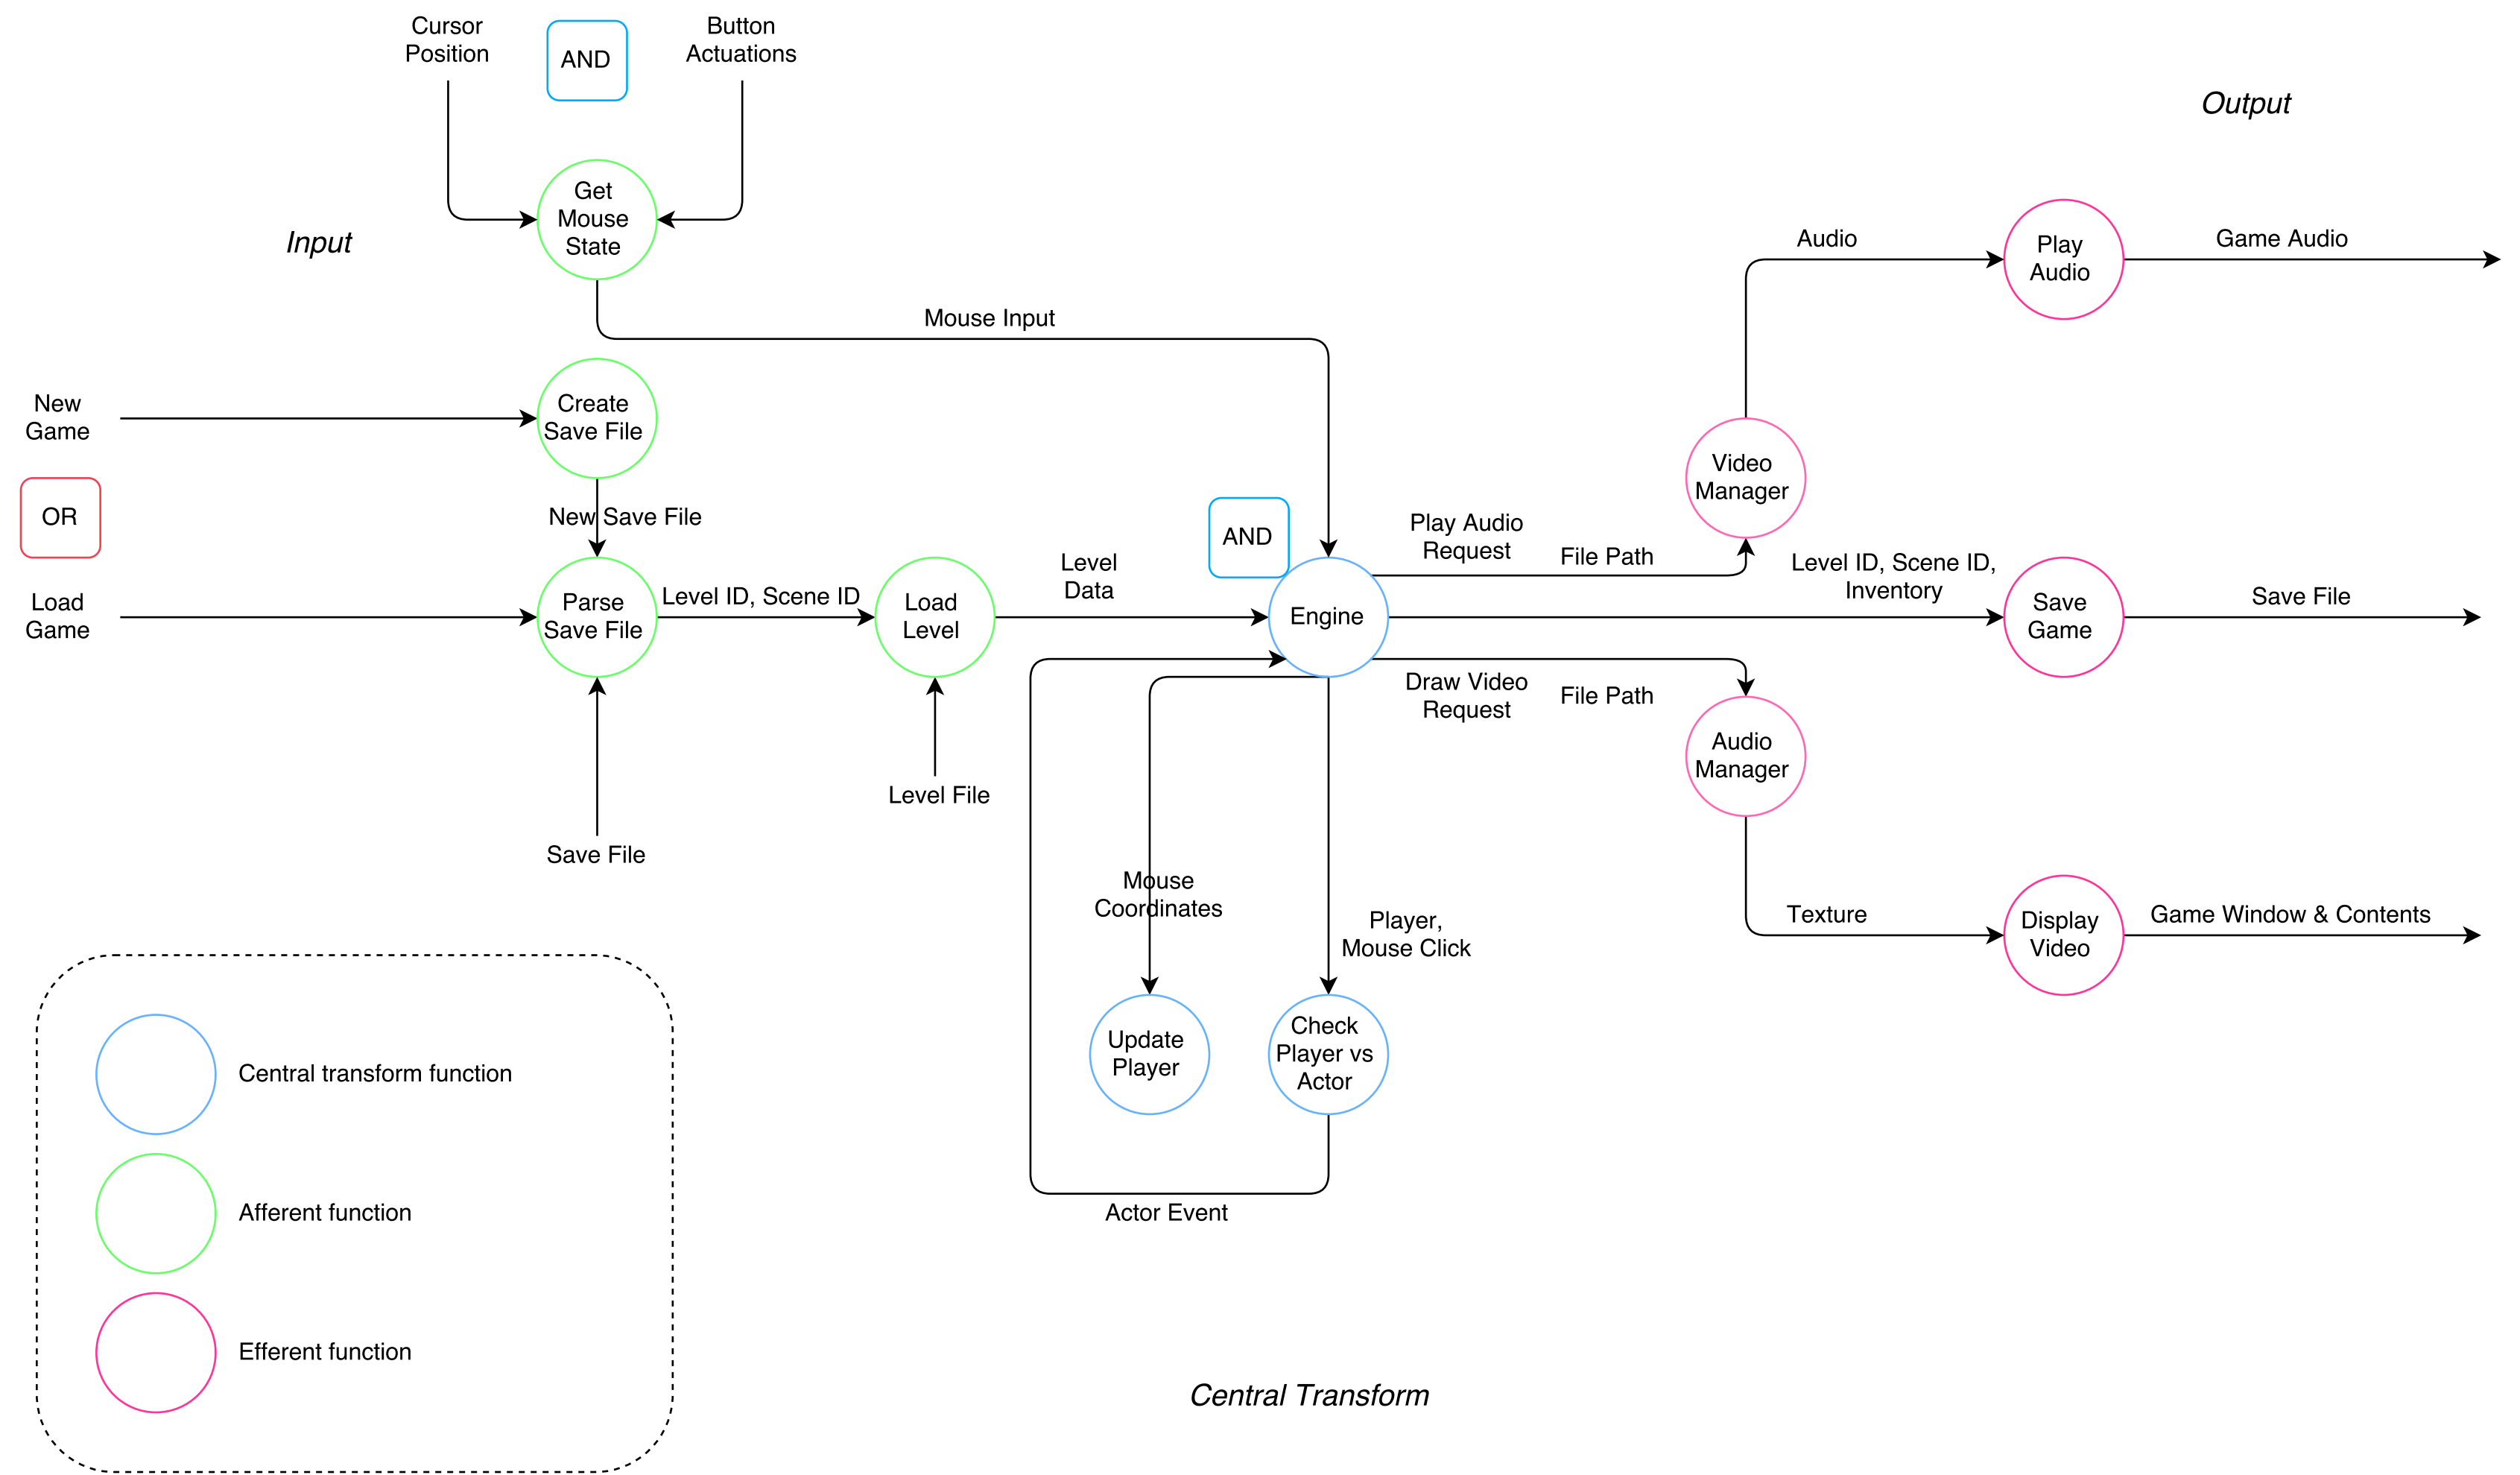 Cursor
Position
AND
Button
Actuations
Output
Get
Mouse
State
Input
Audio
Play
Audio
Game Audio
Mouse Input
New
Game
Create
Save File
Video
Manager
OR
New Save File
AND
Play Audio
Request
File Path
Level ID, Scene ID,
Inventory
Load
Game
Parse
Save File
Level ID, Scene ID
Load
Level
Level
Data
Engine
Save
Game
Save File
Draw Video
Request
File Path
Audio
Manager
Level File
Save File
Mouse
Coordinates
Player,
Mouse Click
Texture
Display
Video
Game Window & Contents
Update
Player
Check
Player vs
Actor
Central transform function
Actor Event
Afferent function
Efferent function
Central Transform